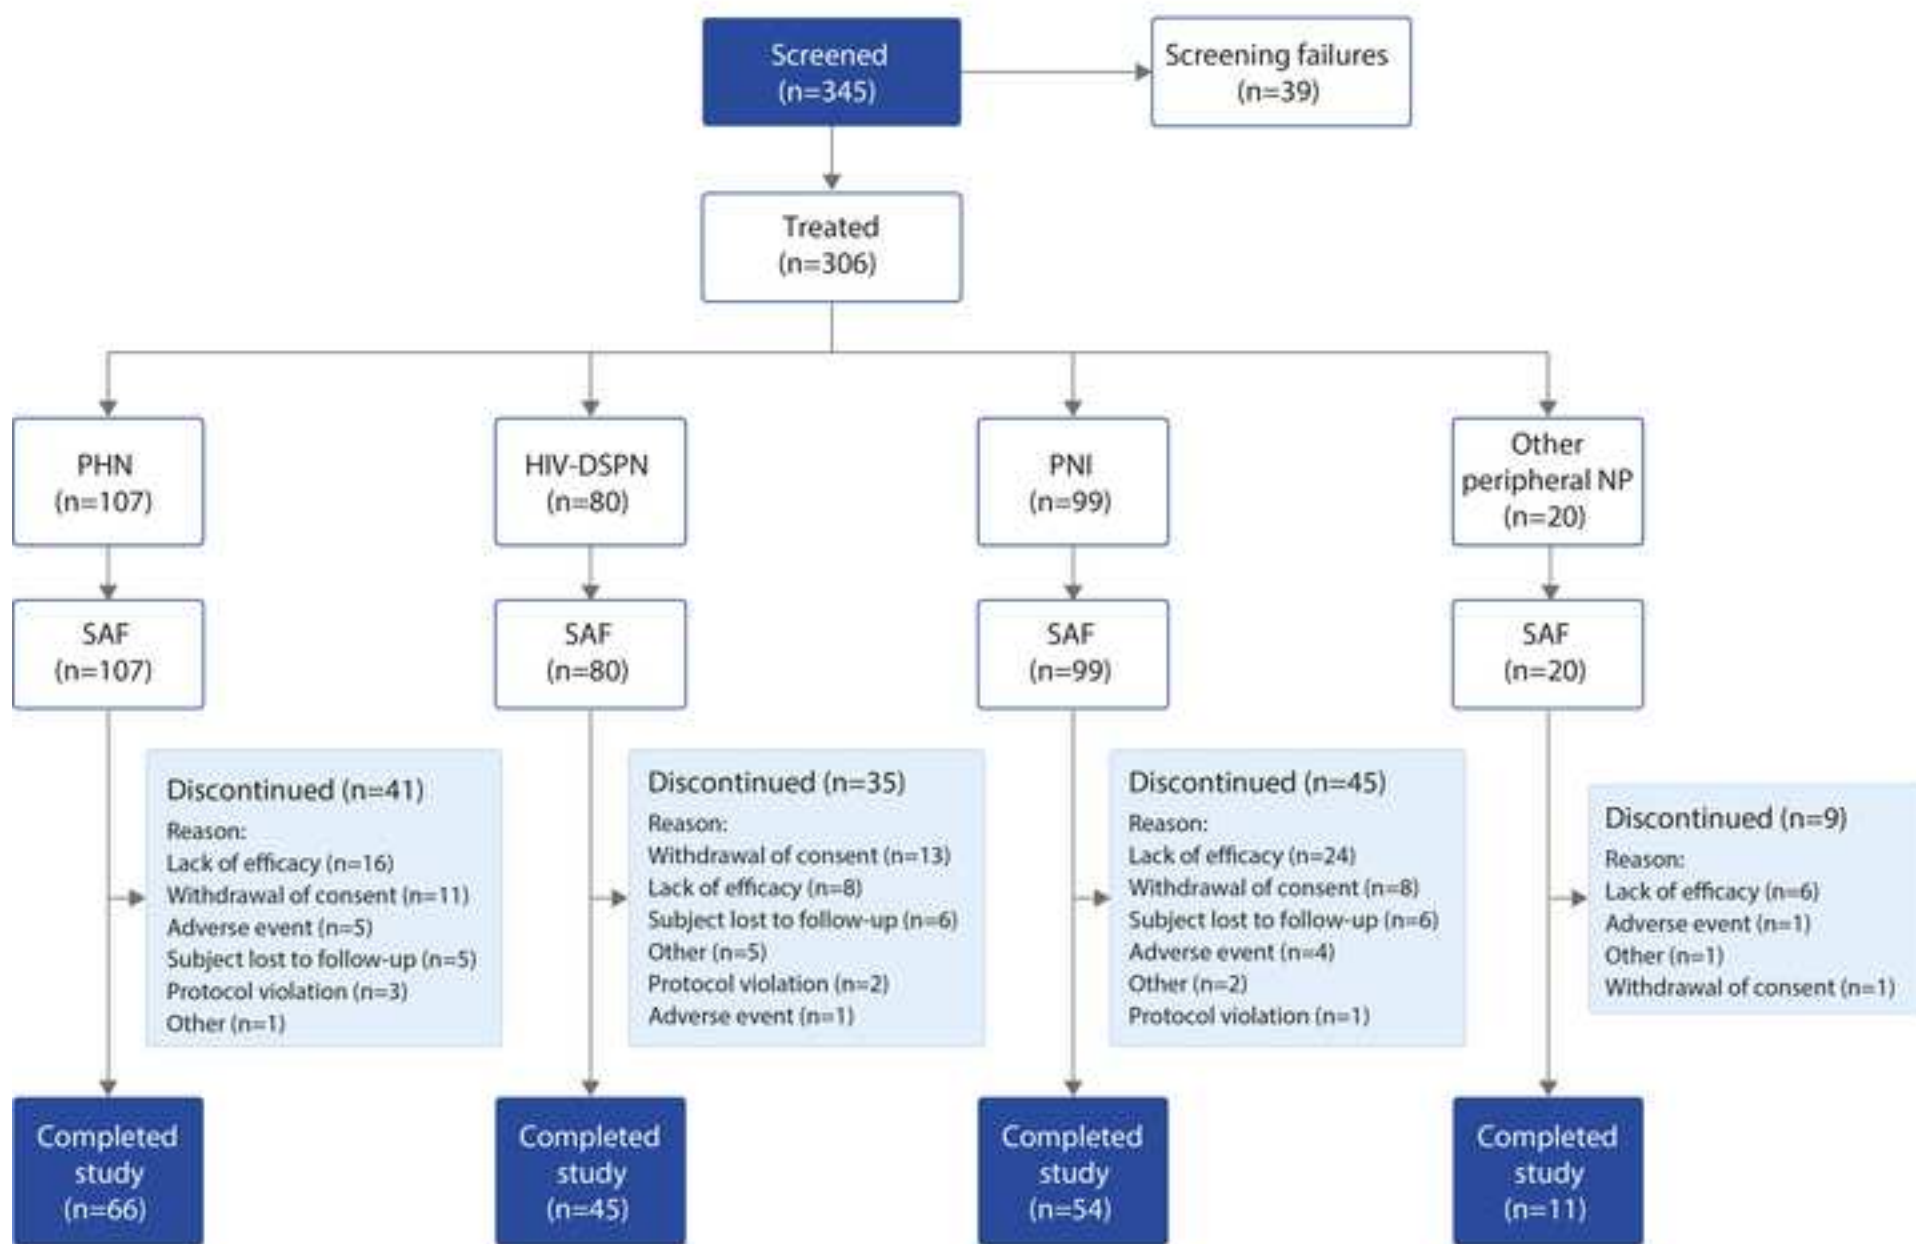 Screened
(n=345)
Screening failures
(n=39)
Treated
(n=306)
PHN
(n=107)
HIV-DSPN
(n=80)
PNI
(n=99)
Other
peripheral NP
(n=20)
SAF
(n=107)
SAF
(n=80)
SAF
(n=99)
SAF
(n=20)
Discontinued (n=41)
Reason:
Lack of efficacy (n=16)
Withdrawal of consent (n=11)
Adverse event (n=5)
Subject lost to follow-up (n=5)
Protocol violation (n=3)
Other (n=1)
Discontinued (n=35)
Reason:
Withdrawal of consent (n=13)
Lack of efficacy (n=8)
Subject lost to follow-up (n=6)
Other (n=5)
Protocol violation (n=2)
Adverse event (n=1)
Discontinued (n=45)
Reason:
Lack of efficacy (n=24)
Withdrawal of consent (n=8)
Subject lost to follow-up (n=6)
Adverse event (n=4)
Other (n=2)
Protocol violation (n=1)
Discontinued (n=9)
Reason:
Lack of efficacy (n=6)
Adverse event (n=1)
Other (n=1)
Withdrawal of consent (n=1)
Completed
study
(n=66)
Completed
study
(n=45)
Completed
study
(n=54)
Completed
study
(n=11)